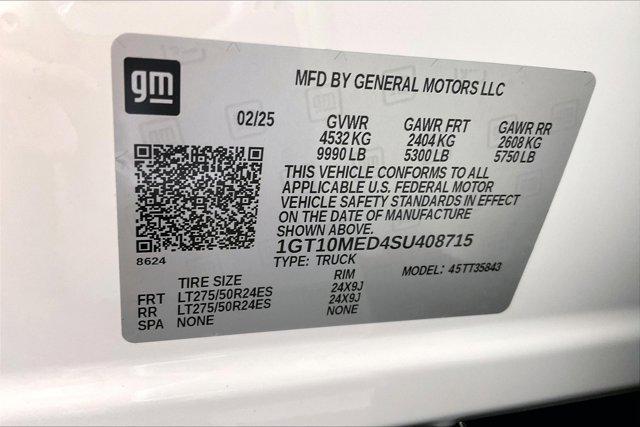 gm
MFD BY GENERAL MOTORS LLC
02/25 GVWR GAWR FRT GAWR RR
4532 KG 2404 KG 2608 KG
9990 LB 5300 LB 5750 LB
THIS VEHICLE CONFORMS TO ALL
APPLICABLE U.S. FEDERAL MOTOR
VEHICLE SAFETY STANDARDS IN EFFECT
ON THE DATE OF MANUFACTURE
SHOWN ABOVE.
8624 1GT10MED4SU408715
TYPE: TRUCK MODEL: 45TT35843
TIRE SIZE RIM
FRT LT275/50R24ES 24X9J
RR LT275/50R24ES 24X9J
SPA NONE NONE